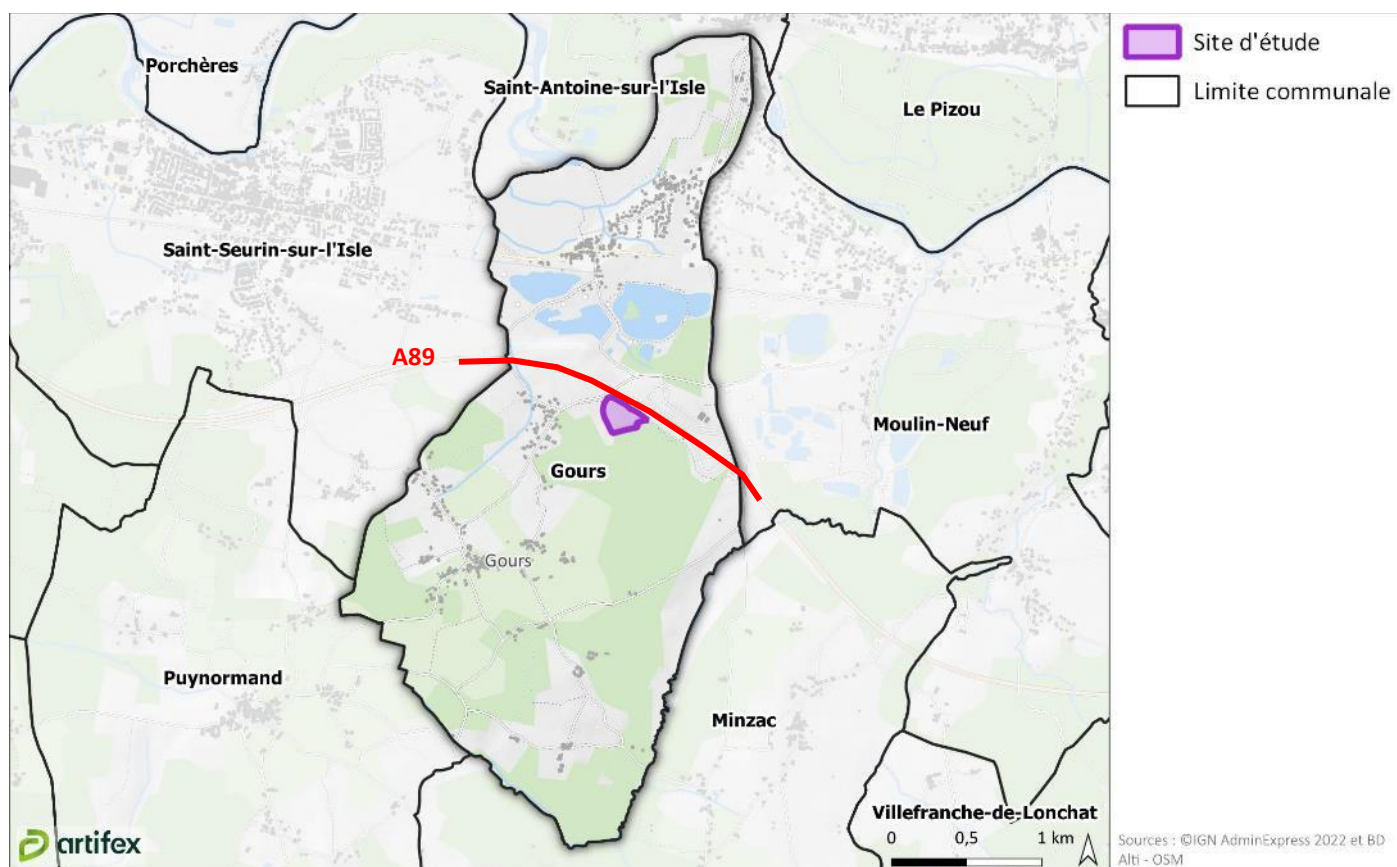 Porchères
Saint-Antoine-sur-l'Isle
Le Pizou
Saint-Seurin-sur-l'Isle
A89
Moulin-Neuf
Gours
Gours
Puynormand
Minzac
Villefranche-de-Lonchat
0 0,5 1 km
artifex
Site d'étude
Limite communale
Sources : ©IGN AdminExpress 2022 et BD
Alti - OSM